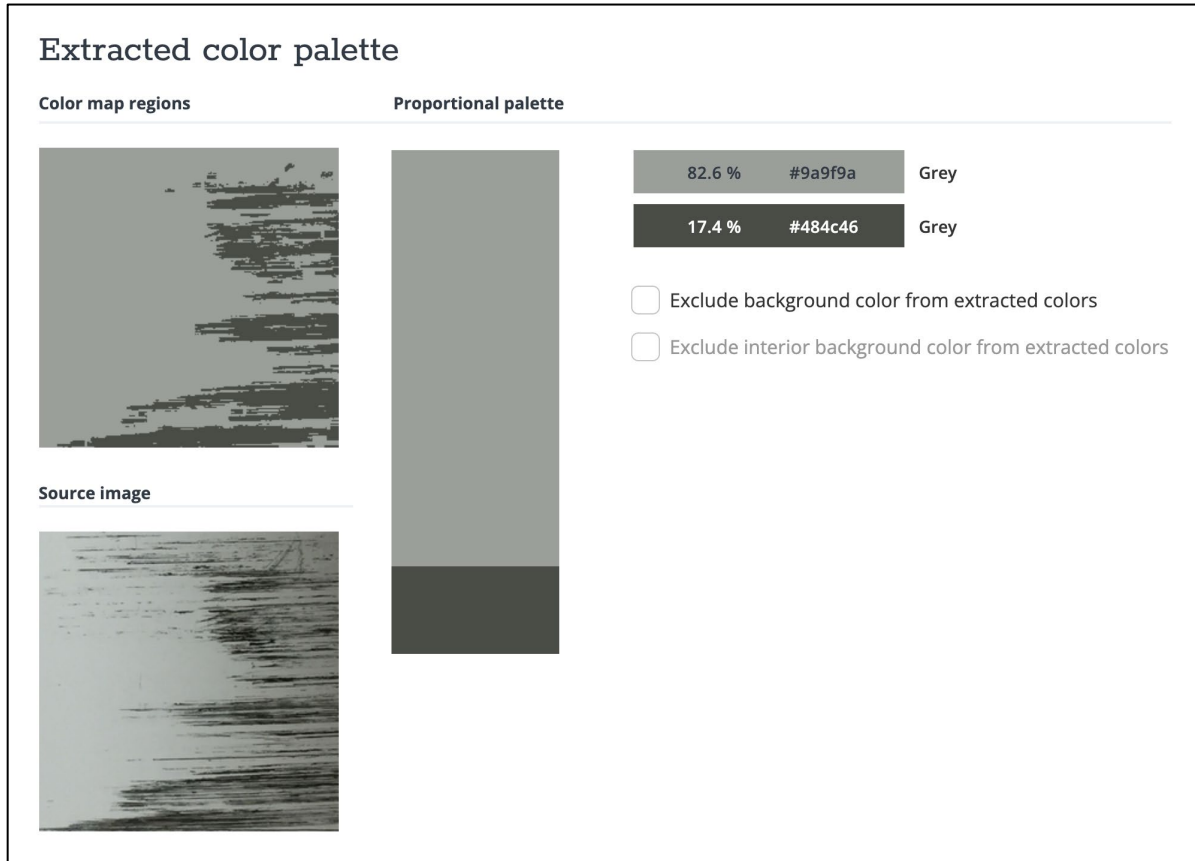 Extracted color palette
Color map regions
Proportional palette
82.6 % #9a9f9a Grey
17.4 % #484c46 Grey
Exclude background color from extracted colors
Exclude interior background color from extracted colors
Source image